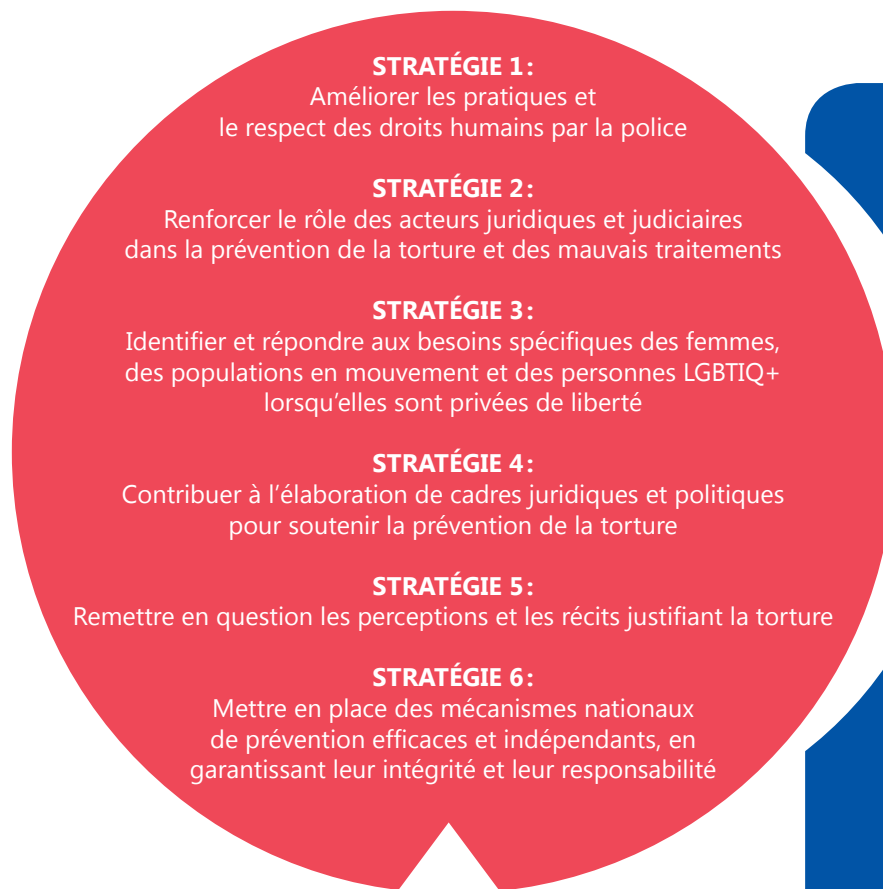 STRATÉGIE 1:
Améliorer les pratiques et
le respect des droits humains par la police
STRATÉGIE 2:
Renforcer le rôle des acteurs juridiques et judiciaires
dans la prévention de la torture et des mauvais traitements
STRATÉGIE 3:
Identifier et répondre aux besoins spécifiques des femmes,
des populations en mouvement et des personnes LGBTIQ+
lorsqu'elles sont privées de liberté
STRATÉGIE 4:
Contribuer à l'élaboration de cadres juridiques et politiques
pour soutenir la prévention de la torture
STRATÉGIE 5:
Remettre en question les perceptions et les récits justifiant la torture
STRATÉGIE 6:
Mettre en place des mécanismes nationaux
de prévention efficaces et indépendants, en
garantissant leur intégrité et leur responsabilité